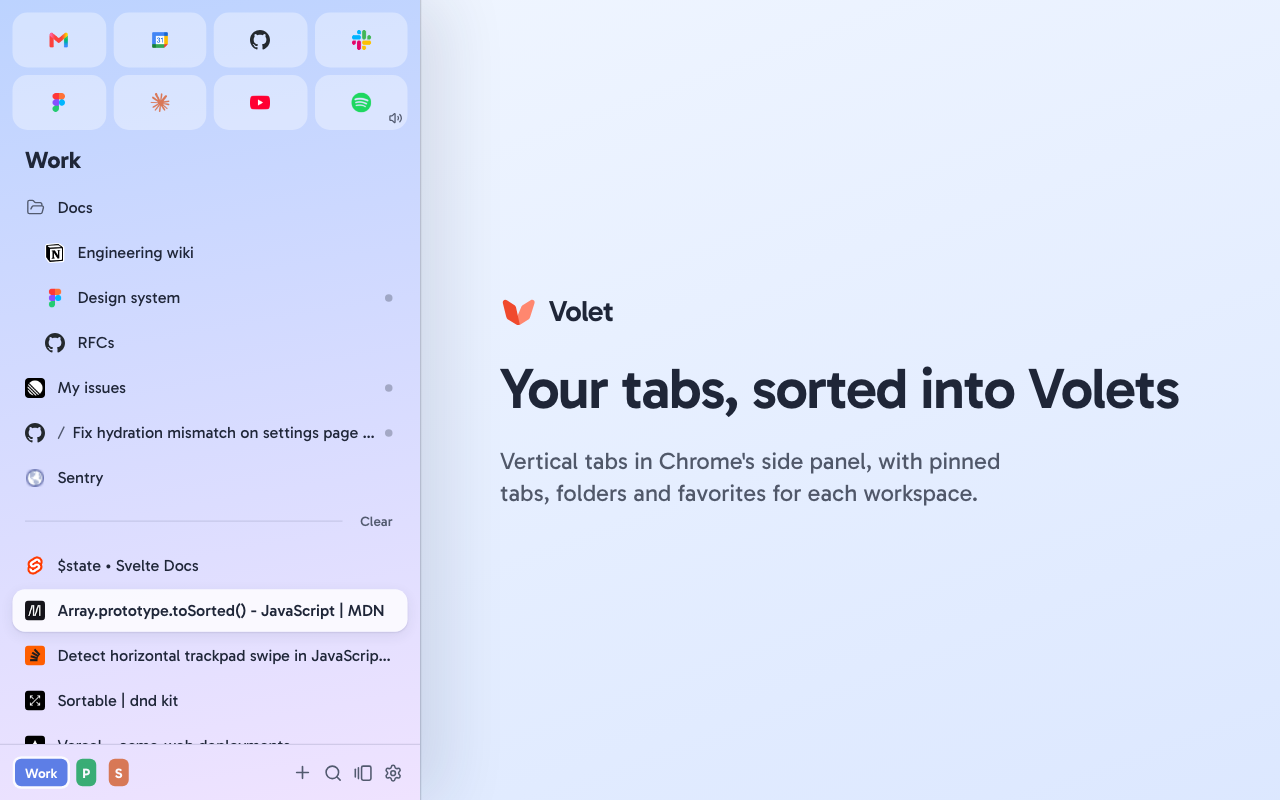 31
Work
Docs
Engineering wiki
Design system
RFCs
My issues
/ Fix hydration mismatch on settings page ...
Sentry
Clear
$state • Svelte Docs
Array.prototype.toSorted() - JavaScript | MDN
Detect horizontal trackpad swipe in JavaScrip...
Sortable | dnd kit
Work
P
S
Volet
Your tabs, sorted into Volets
Vertical tabs in Chrome's side panel, with pinned
tabs, folders and favorites for each workspace.